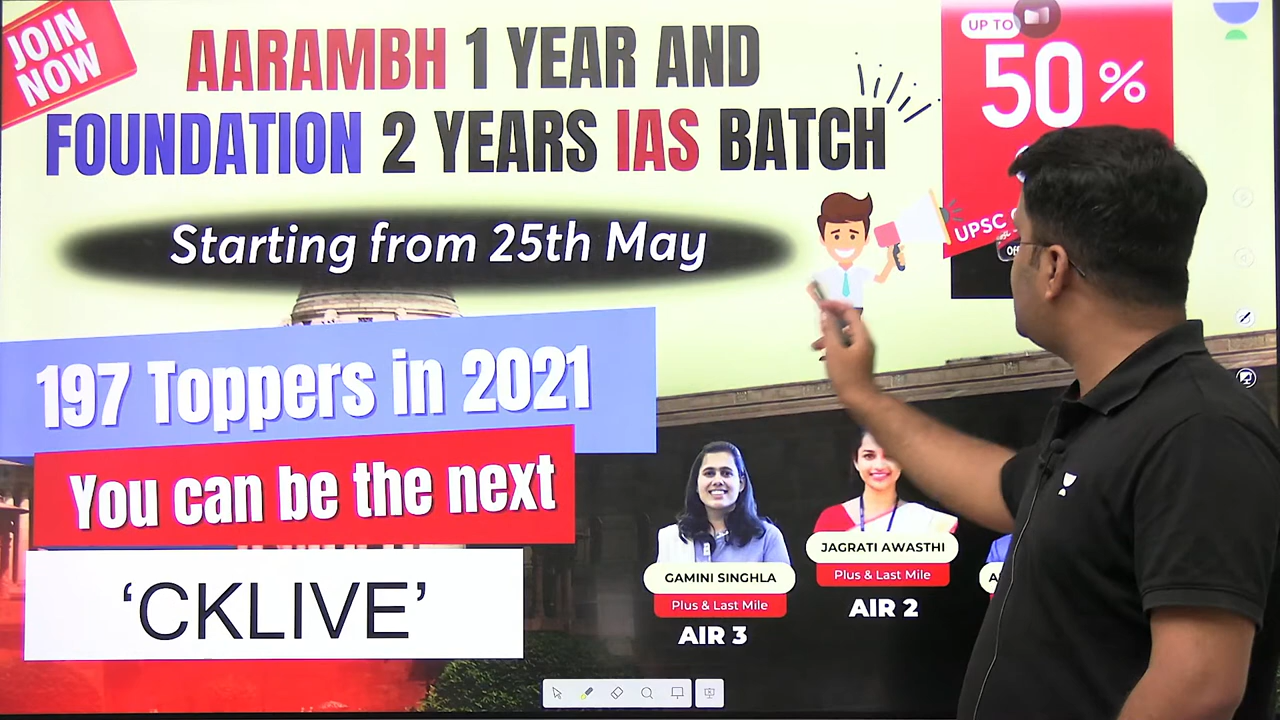 JOIN
NOW
AARAMBH 1 YEAR AND
FOUNDATION 2 YEARS IAS BATCH
Starting from 25th May
UP TO
50 %
UPSC
197 Toppers in 2021
You can be the next
'CKLIVE'
GAMINI SINGHLA
Plus & Last Mile
AIR 3
JAGRATI AWASTHI
Plus & Last Mile
AIR 2